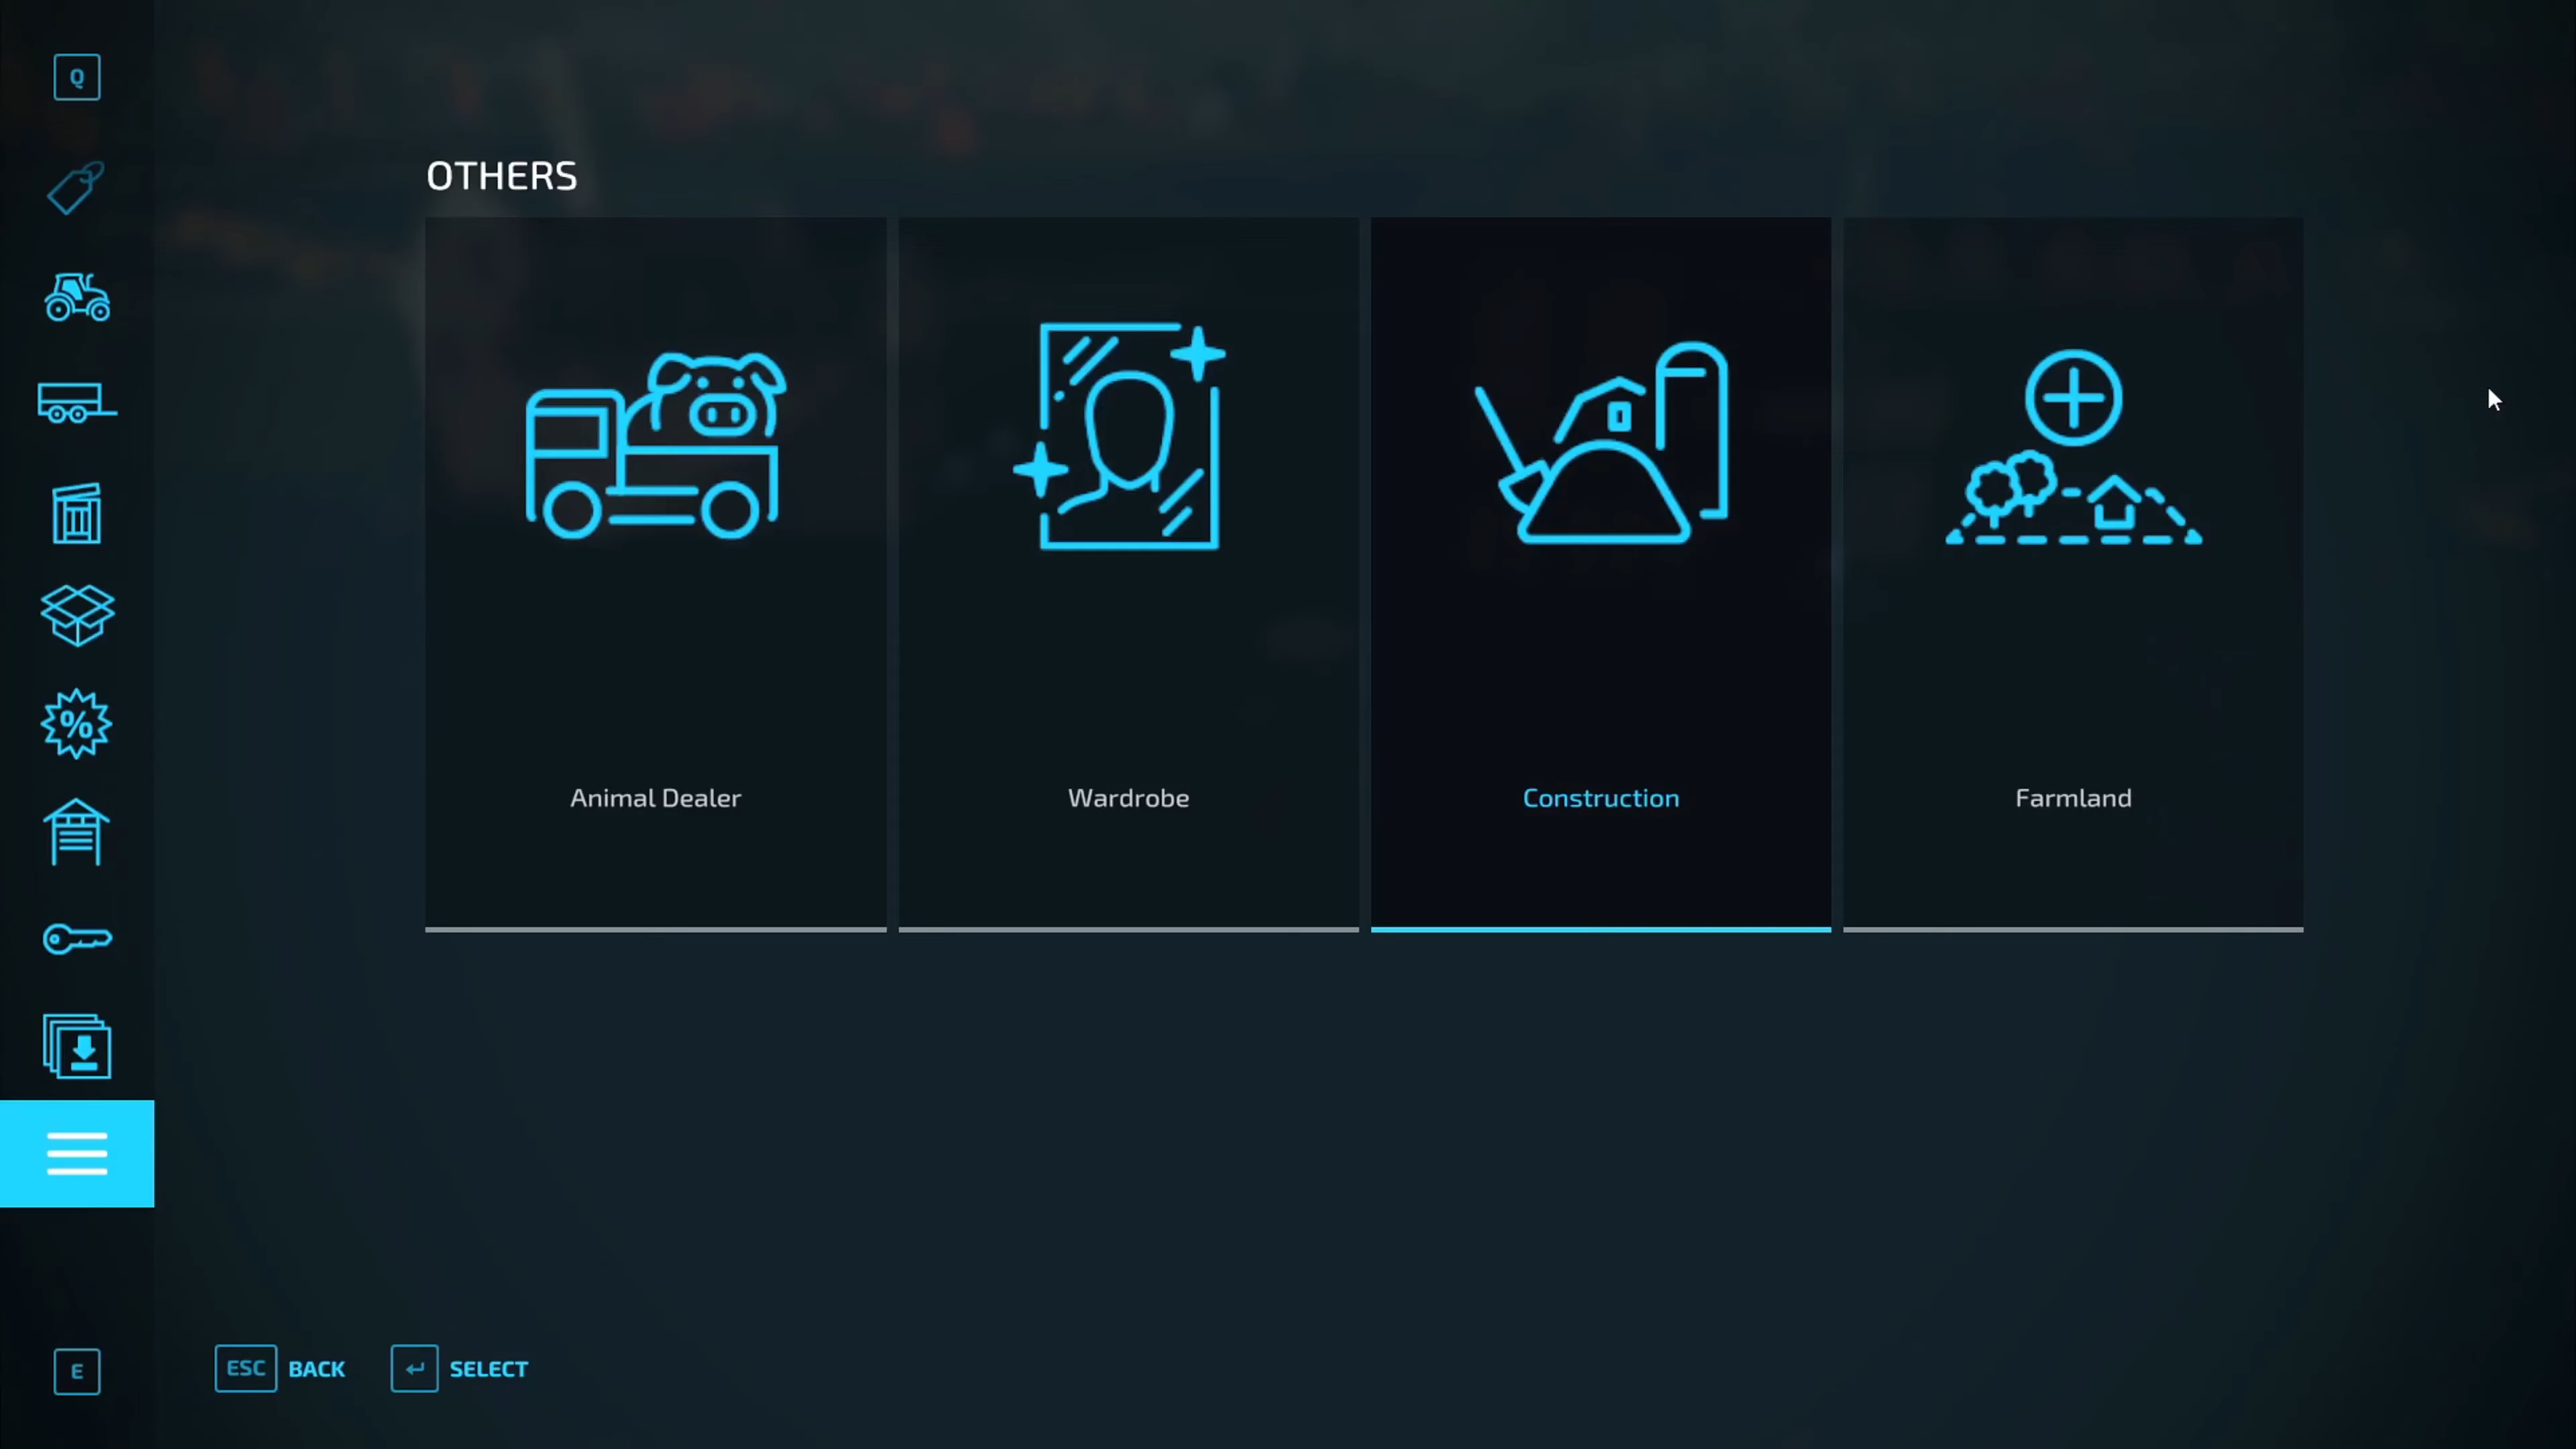 Q
OTHERS
Animal Dealer
Wardrobe
Construction
Farmland
%
E
ESC BACK
SELECT